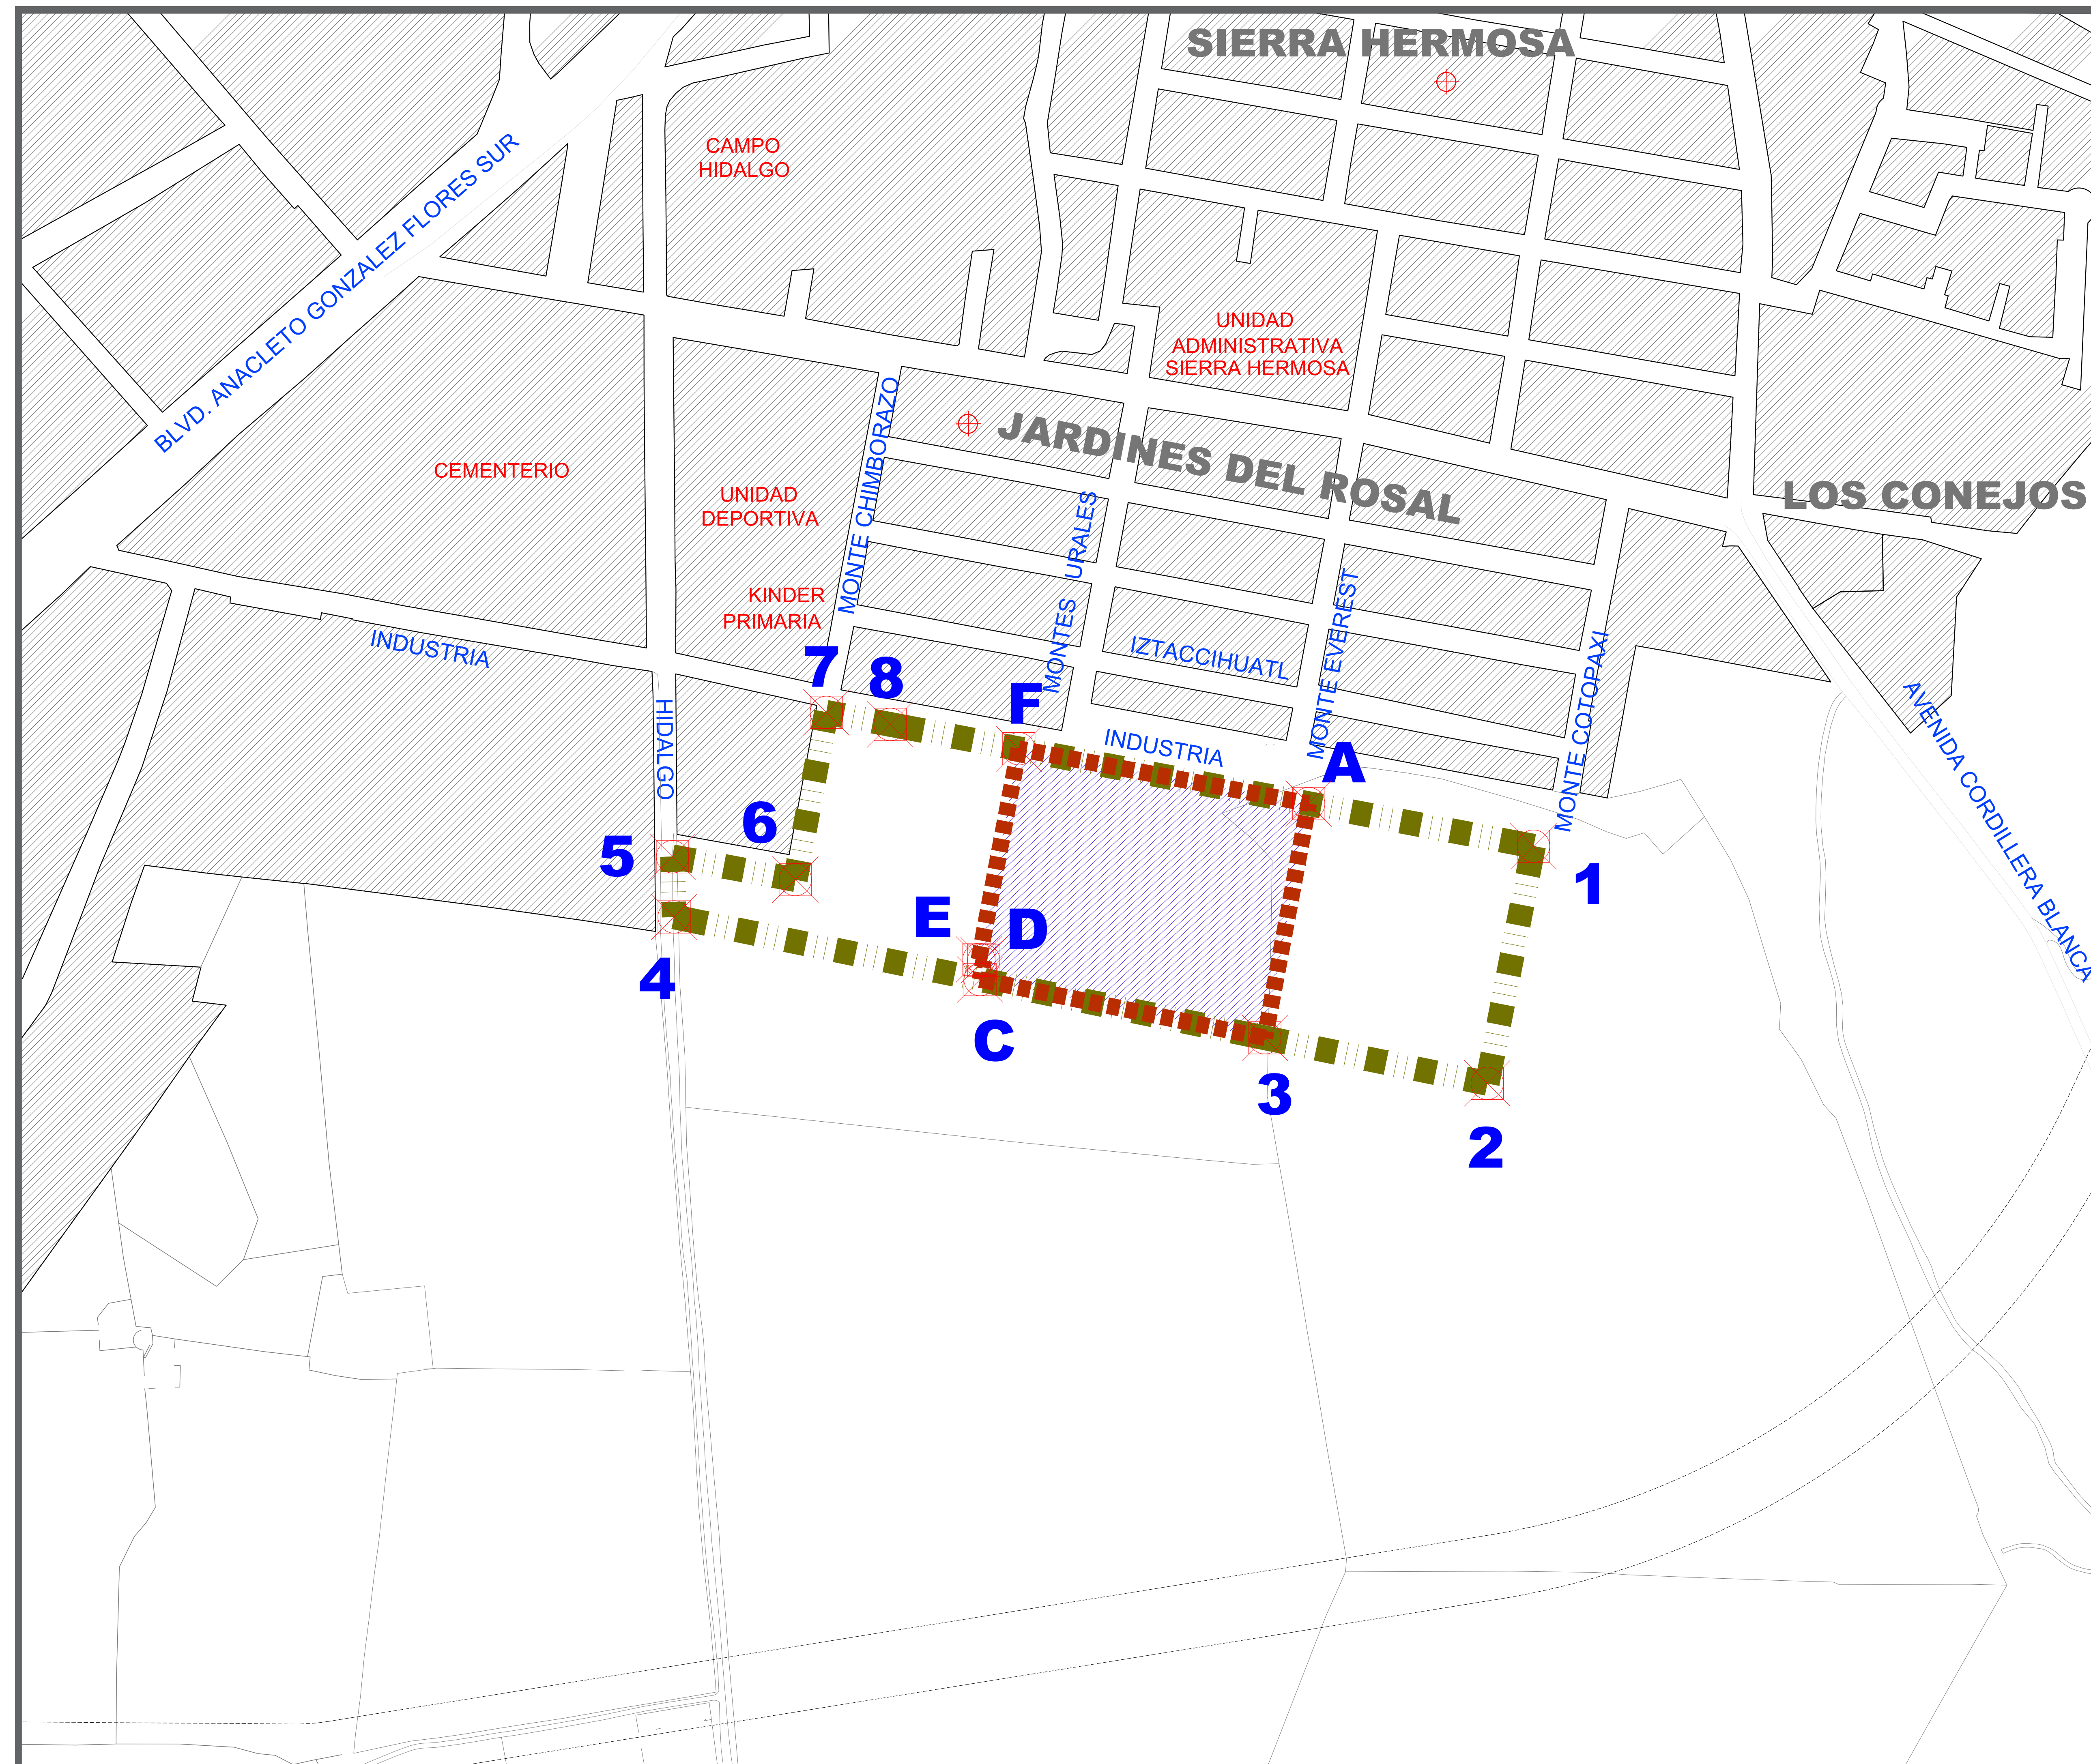 SIERRA HERMOSA
CAMPO
HIDALGO
BLVD. ANACLETO GONZALEZ FLORES SUR
UNIDAD
ADMINISTRATIVA
SIERRA HERMOSA
JARDINES DEL ROSAL
CEMENTERIO
UNIDAD
DEPORTIVA
MONTE CHIMBORAZO
LOS CONEJOS
MONTES URALES
KINDER
PRIMARIA
MONTE EVEREST
INDUSTRIA
IZTACCIHUATL
MONTE COTOPAXI
7
8
F
HIDALGO
INDUSTRIA
A
AVENIDA CORDILLERA BLANCA
6
5
1
E
D
4
C
3
2